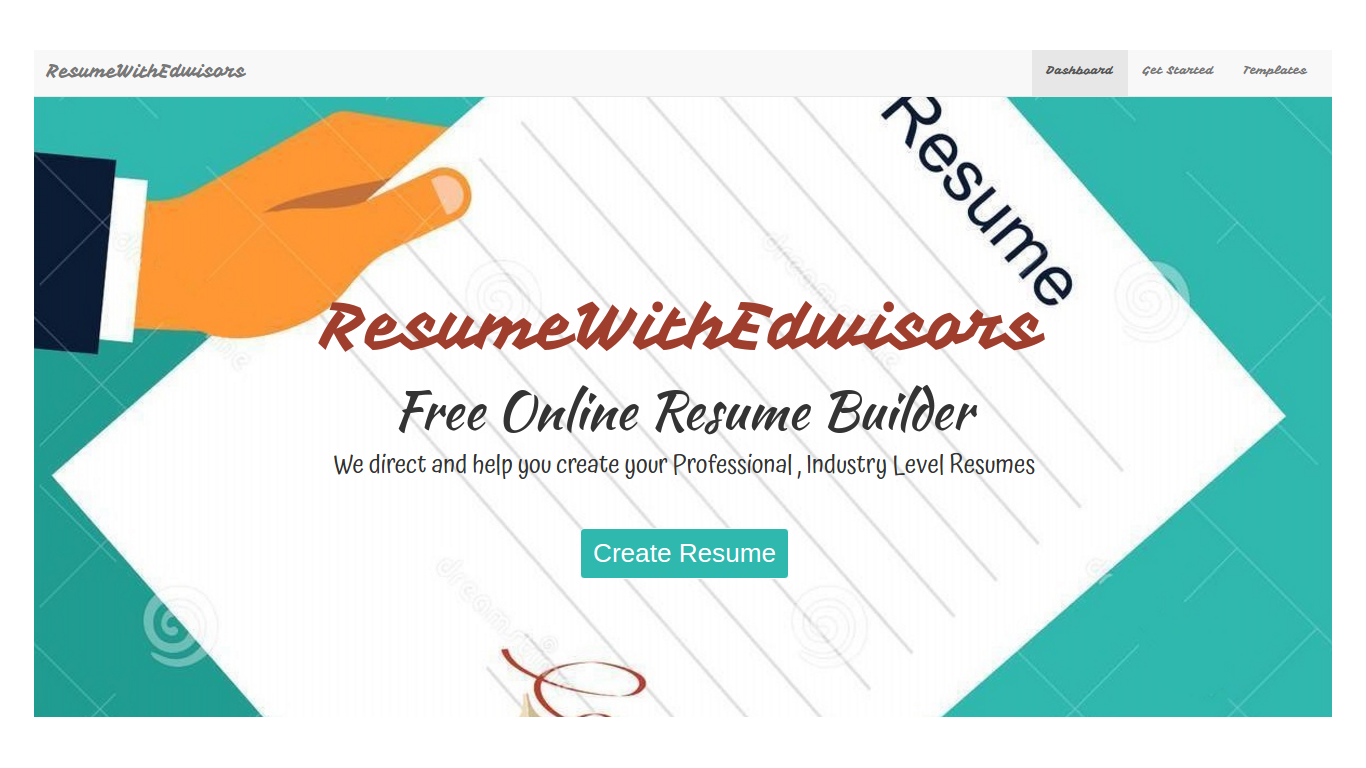 ResumeWithEdwisors Dashboard Get Started Templates
Resume
ResumeWithEdwisors
Free Online Resume Builder
We direct and help you create your Professional , Industry Level Resumes
Create Resume